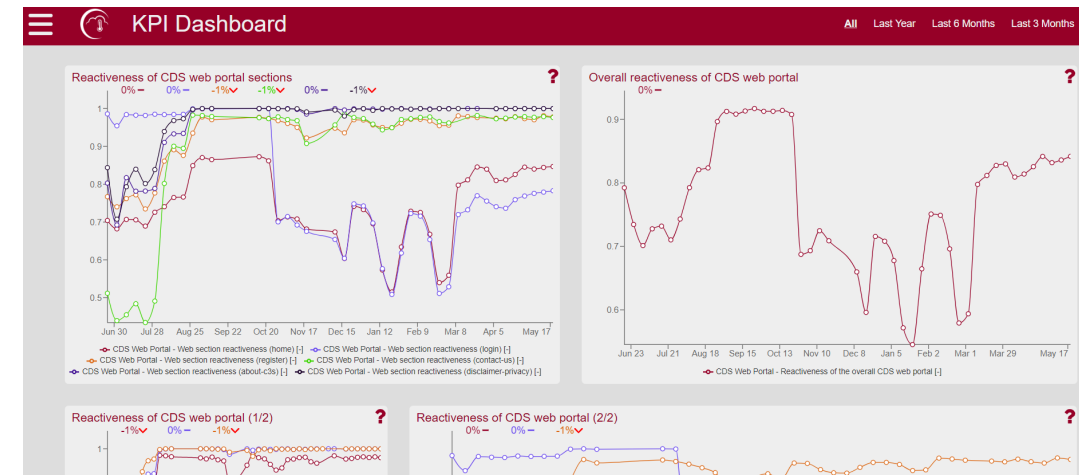 KPI Dashboard
All Last Year Last 6 Months Last 3 Months
Reactiveness of CDS web portal sections ?
0% 0% -1% -1% 0% -1%
1
0.9
0.8
0.7
0.6
0.5
Jun 30 Jul 28 Aug 25 Sep 22 Oct 20 Nov 17 Dec 15 Jan 12 Feb 9 Mar 8 Apr 5 May 17
CDS Web Portal - Web section reactiveness (home) [-] CDS Web Portal - Web section reactiveness (login) [-]
CDS Web Portal - Web section reactiveness (register) [-] CDS Web Portal - Web section reactiveness (contact-us) [-]
CDS Web Portal - Web section reactiveness (about-c3s) [-] CDS Web Portal - Web section reactiveness (disclaimer-privacy) [-]
Overall reactiveness of CDS web portal ?
0%
0.9
0.8
0.7
0.6
Jun 23 Jul 21 Aug 18 Sep 15 Oct 13 Nov 10 Dec 8 Jan 5 Feb 2 Mar 1 Mar 29 May 17
CDS Web Portal - Reactiveness of the overall CDS web portal [-]
Reactiveness of CDS web portal (1/2) ?
-1% 0% -1%
1
Reactiveness of CDS web portal (2/2) ?
0% 0% -1%